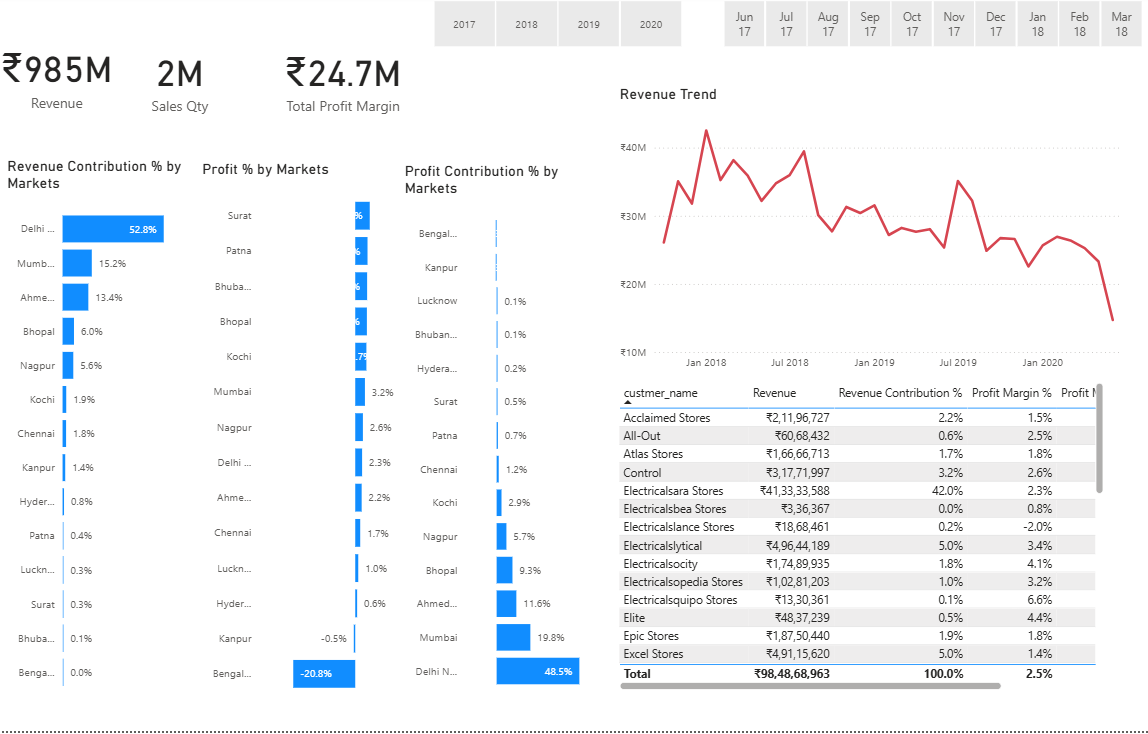 2017 2018 2019 2020
Jun 17 Jul 17 Aug 17 Sep 17 Oct 17 Nov 17 Dec 17 Jan 18 Feb 18 Mar 18
₹985M
Revenue
2M
Sales Qty
₹24.7M
Total Profit Margin
Revenue Contribution % by
Markets
Delhi ... 52.8%
Mumb... 15.2%
Ahme... 13.4%
Bhopal 6.0%
Nagpur 5.6%
Kochi 1.9%
Chennai 1.8%
Kanpur 1.4%
Hyder... 0.8%
Patna 0.4%
Luckn... 0.3%
Surat 0.3%
Bhuba... 0.1%
Benga... 0.0%
Profit % by Markets
Surat %
Patna
Bhuba...
Bhopal
Kochi .7%
Mumbai 3.2%
Nagpur 2.6%
Delhi ... 2.3%
Ahme... 2.2%
Chennai 1.7%
Luckn... 1.0%
Hyder... 0.6%
Kanpur -0.5%
Bengal... -20.8%
Profit Contribution % by
Markets
Bengal...
Kanpur
Lucknow 0.1%
Bhuban... 0.1%
Hydera... 0.2%
Surat 0.5%
Patna 0.7%
Chennai 1.2%
Kochi 2.9%
Nagpur 5.7%
Bhopal 9.3%
Ahmed... 11.6%
Mumbai 19.8%
Delhi N... 48.5%
Revenue Trend
₹40M
₹30M
₹20M
₹10M
Jan 2018 Jul 2018 Jan 2019 Jul 2019 Jan 2020
custmer_name Revenue Revenue Contribution % Profit Margin % Profit
Acclaimed Stores ₹2,11,96,727 2.2% 1.5%
All-Out ₹60,68,432 0.6% 2.5%
Atlas Stores ₹1,66,66,713 1.7% 1.8%
Control ₹3,17,71,997 3.2% 2.6%
Electricalsara Stores ₹41,33,33,588 42.0% 2.3%
Electricalsbea Stores ₹3,36,367 0.0% 0.8%
Electricalslance Stores ₹18,68,461 0.2% -2.0%
Electricalslytical ₹4,96,44,189 5.0% 3.4%
Electricalsocity ₹1,74,89,935 1.8% 4.1%
Electricalsopedia Stores ₹1,02,81,203 1.0% 3.2%
Electricalsquipo Stores ₹13,30,361 0.1% 6.6%
Elite ₹48,37,239 0.5% 4.4%
Epic Stores ₹1,87,50,440 1.9% 1.8%
Excel Stores ₹4,91,15,620 5.0% 1.4%
Total ₹98,48,68,963 100.0% 2.5%